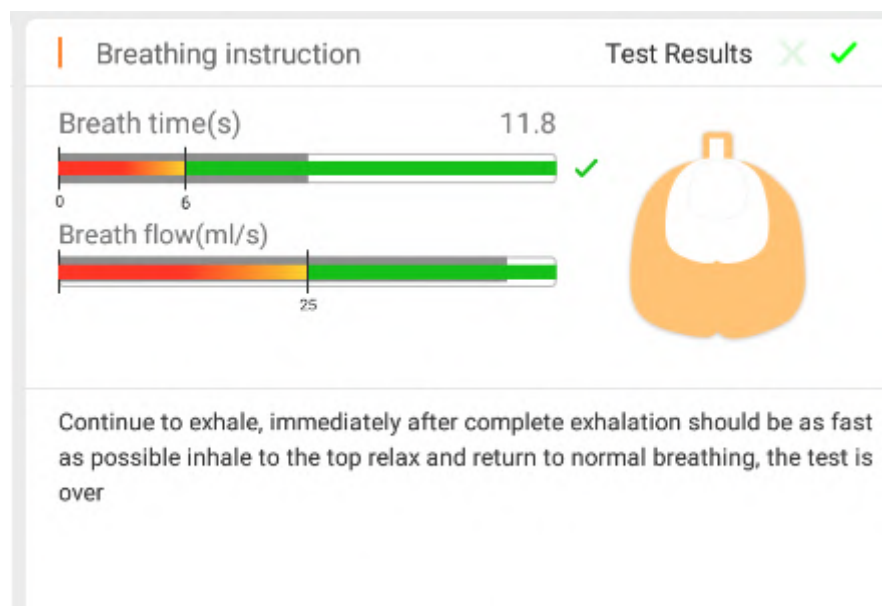 Breathing instruction Test Results
Breath time(s) 11.8
0 6
Breath flow(ml/s)
25
Continue to exhale, immediately after complete exhalation should be as fast
as possible inhale to the top relax and return to normal breathing, the test is
over